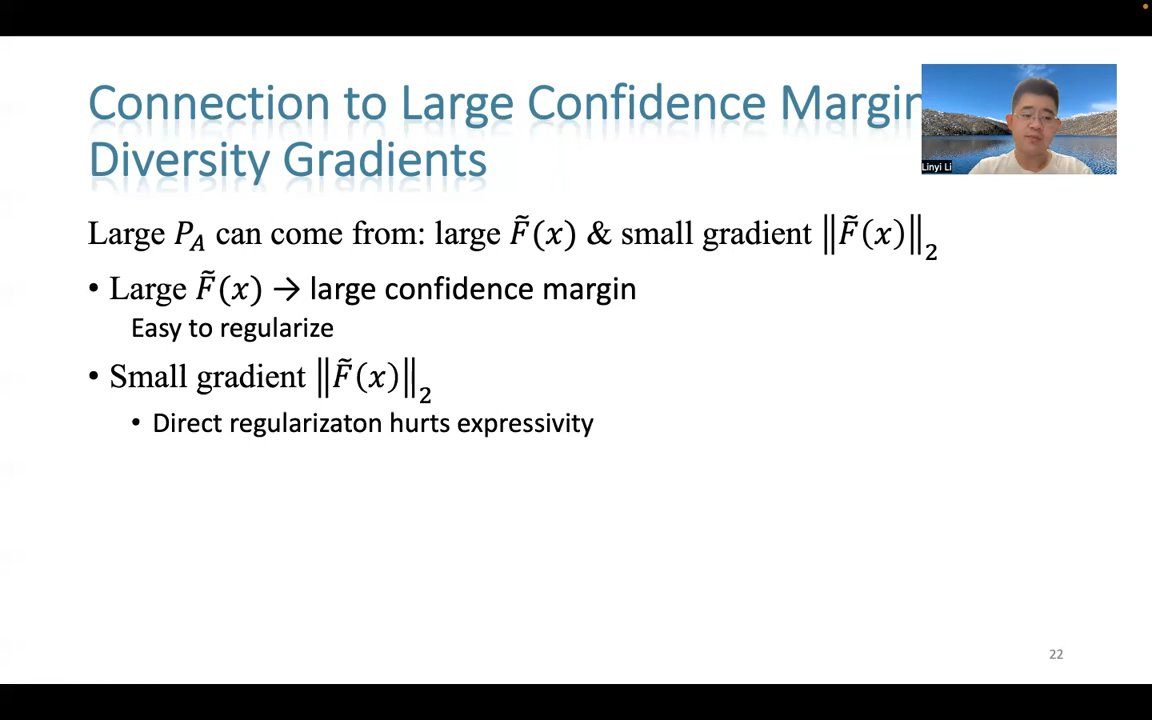 Connection to Large Confidence Margin
Diversity Gradients
Linyi Li
Large P_A can come from: large F̃(x) & small gradient ‖F̃(x)‖₂
• Large F̃(x) → large confidence margin
Easy to regularize
• Small gradient ‖F̃(x)‖₂
• Direct regularizaton hurts expressivity
22